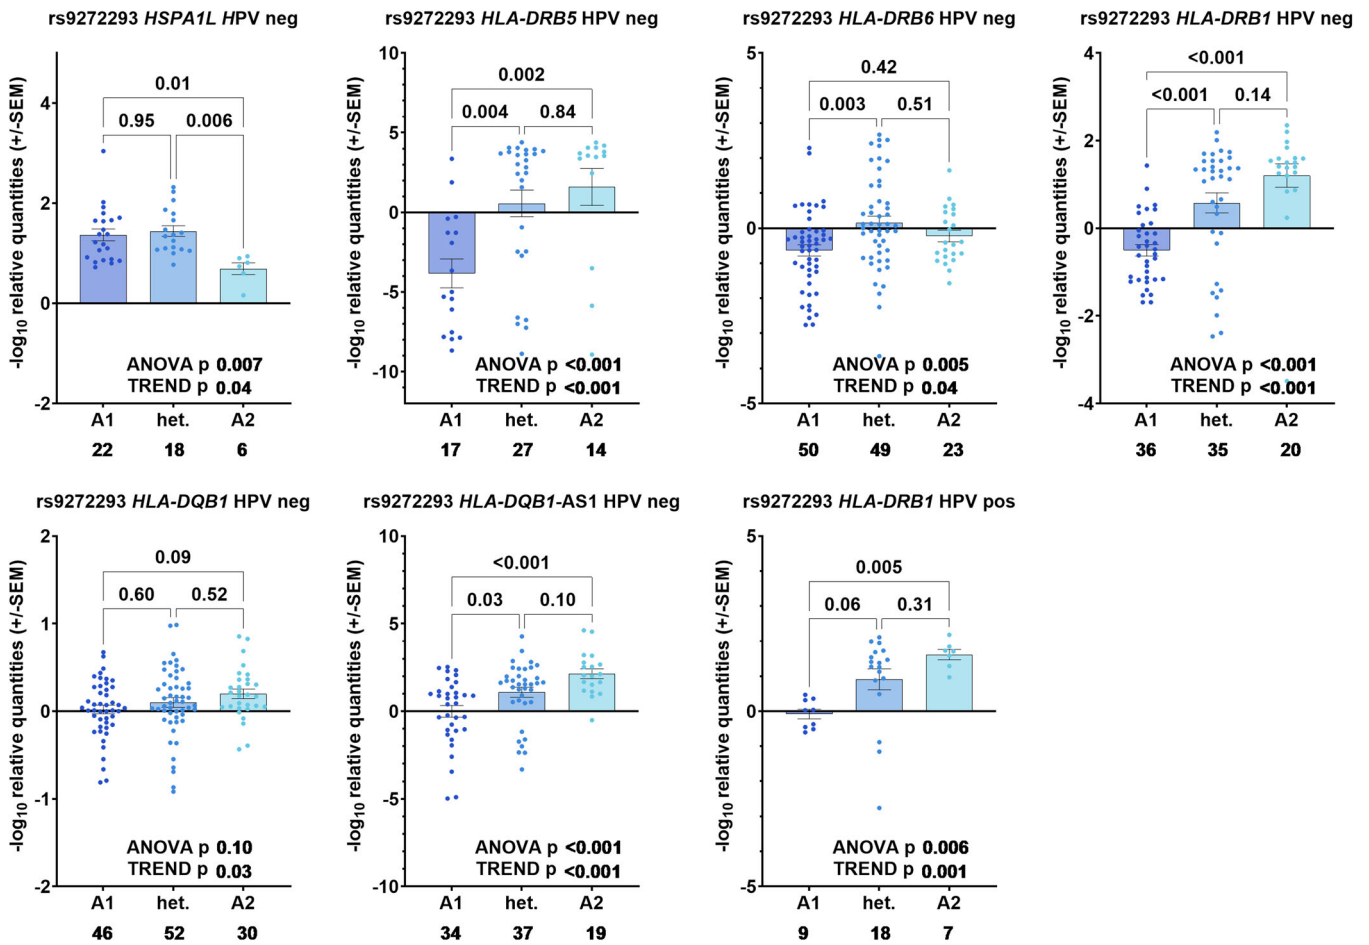 rs9272293 HSPA1L HPV neg
-log10 relative quantities (+/-SEM)
4
2
0
-2
0.01
0.95
0.006
ANOVA p 0.007
TREND p 0.04
A1 het. A2
22 18 6
rs9272293 HLA-DRB5 HPV neg
-log10 relative quantities (+/-SEM)
10
5
0
-5
-10
0.002
0.004
0.84
ANOVA p <0.001
TREND p <0.001
A1 het. A2
17 27 14
rs9272293 HLA-DRB6 HPV neg
-log10 relative quantities (+/-SEM)
5
0
-5
0.42
0.003
0.51
ANOVA p 0.005
TREND p 0.04
A1 het. A2
50 49 23
rs9272293 HLA-DRB1 HPV neg
-log10 relative quantities (+/-SEM)
4
2
0
-2
-4
<0.001
<0.001
0.14
ANOVA p <0.001
TREND p <0.001
A1 het. A2
36 35 20
rs9272293 HLA-DQB1 HPV neg
-log10 relative quantities (+/-SEM)
2
1
0
-1
-2
0.09
0.60
0.52
ANOVA p 0.10
TREND p 0.03
A1 het. A2
46 52 30
rs9272293 HLA-DQB1-AS1 HPV neg
-log10 relative quantities (+/-SEM)
10
5
0
-5
-10
<0.001
0.03
0.10
ANOVA p <0.001
TREND p <0.001
A1 het. A2
34 37 19
rs9272293 HLA-DRB1 HPV pos
-log10 relative quantities (+/-SEM)
5
0
-5
0.005
0.06
0.31
ANOVA p 0.006
TREND p 0.001
A1 het. A2
9 18 7